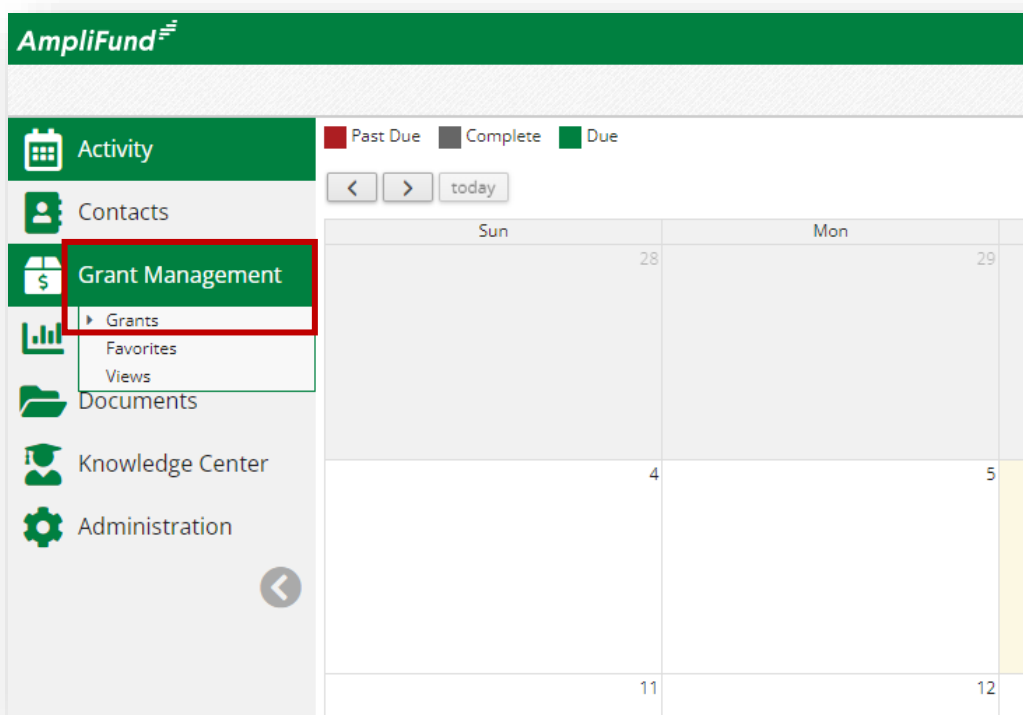 AmpliFund
Activity
Contacts
Grant Management
Grants
Favorites
Views
Documents
Knowledge Center
Administration
Past Due Complete Due
today
Sun Mon
28 29
4 5
11 12